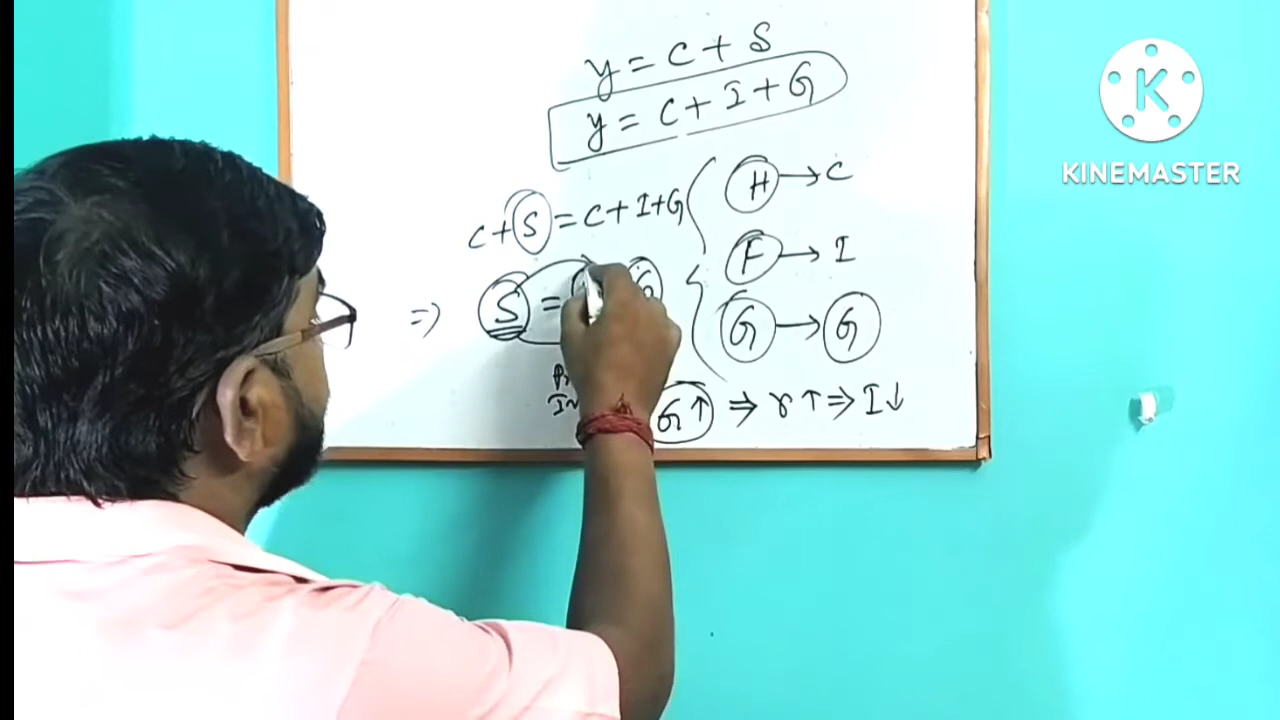 y = C + S
y = C + I + G
C + S = C + I + G
H → C
F → I
⇒ S =
G
G → G
G↑ ⇒ r↑ ⇒ I↓
K
KINEMASTER